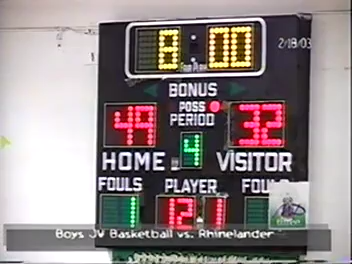 8:00
2/18/03
BONUS
POSS
PERIOD
49 32
HOME 4 VISITOR
FOULS PLAYER
1 12 1
Boys JV Basketball vs. Rhinelander